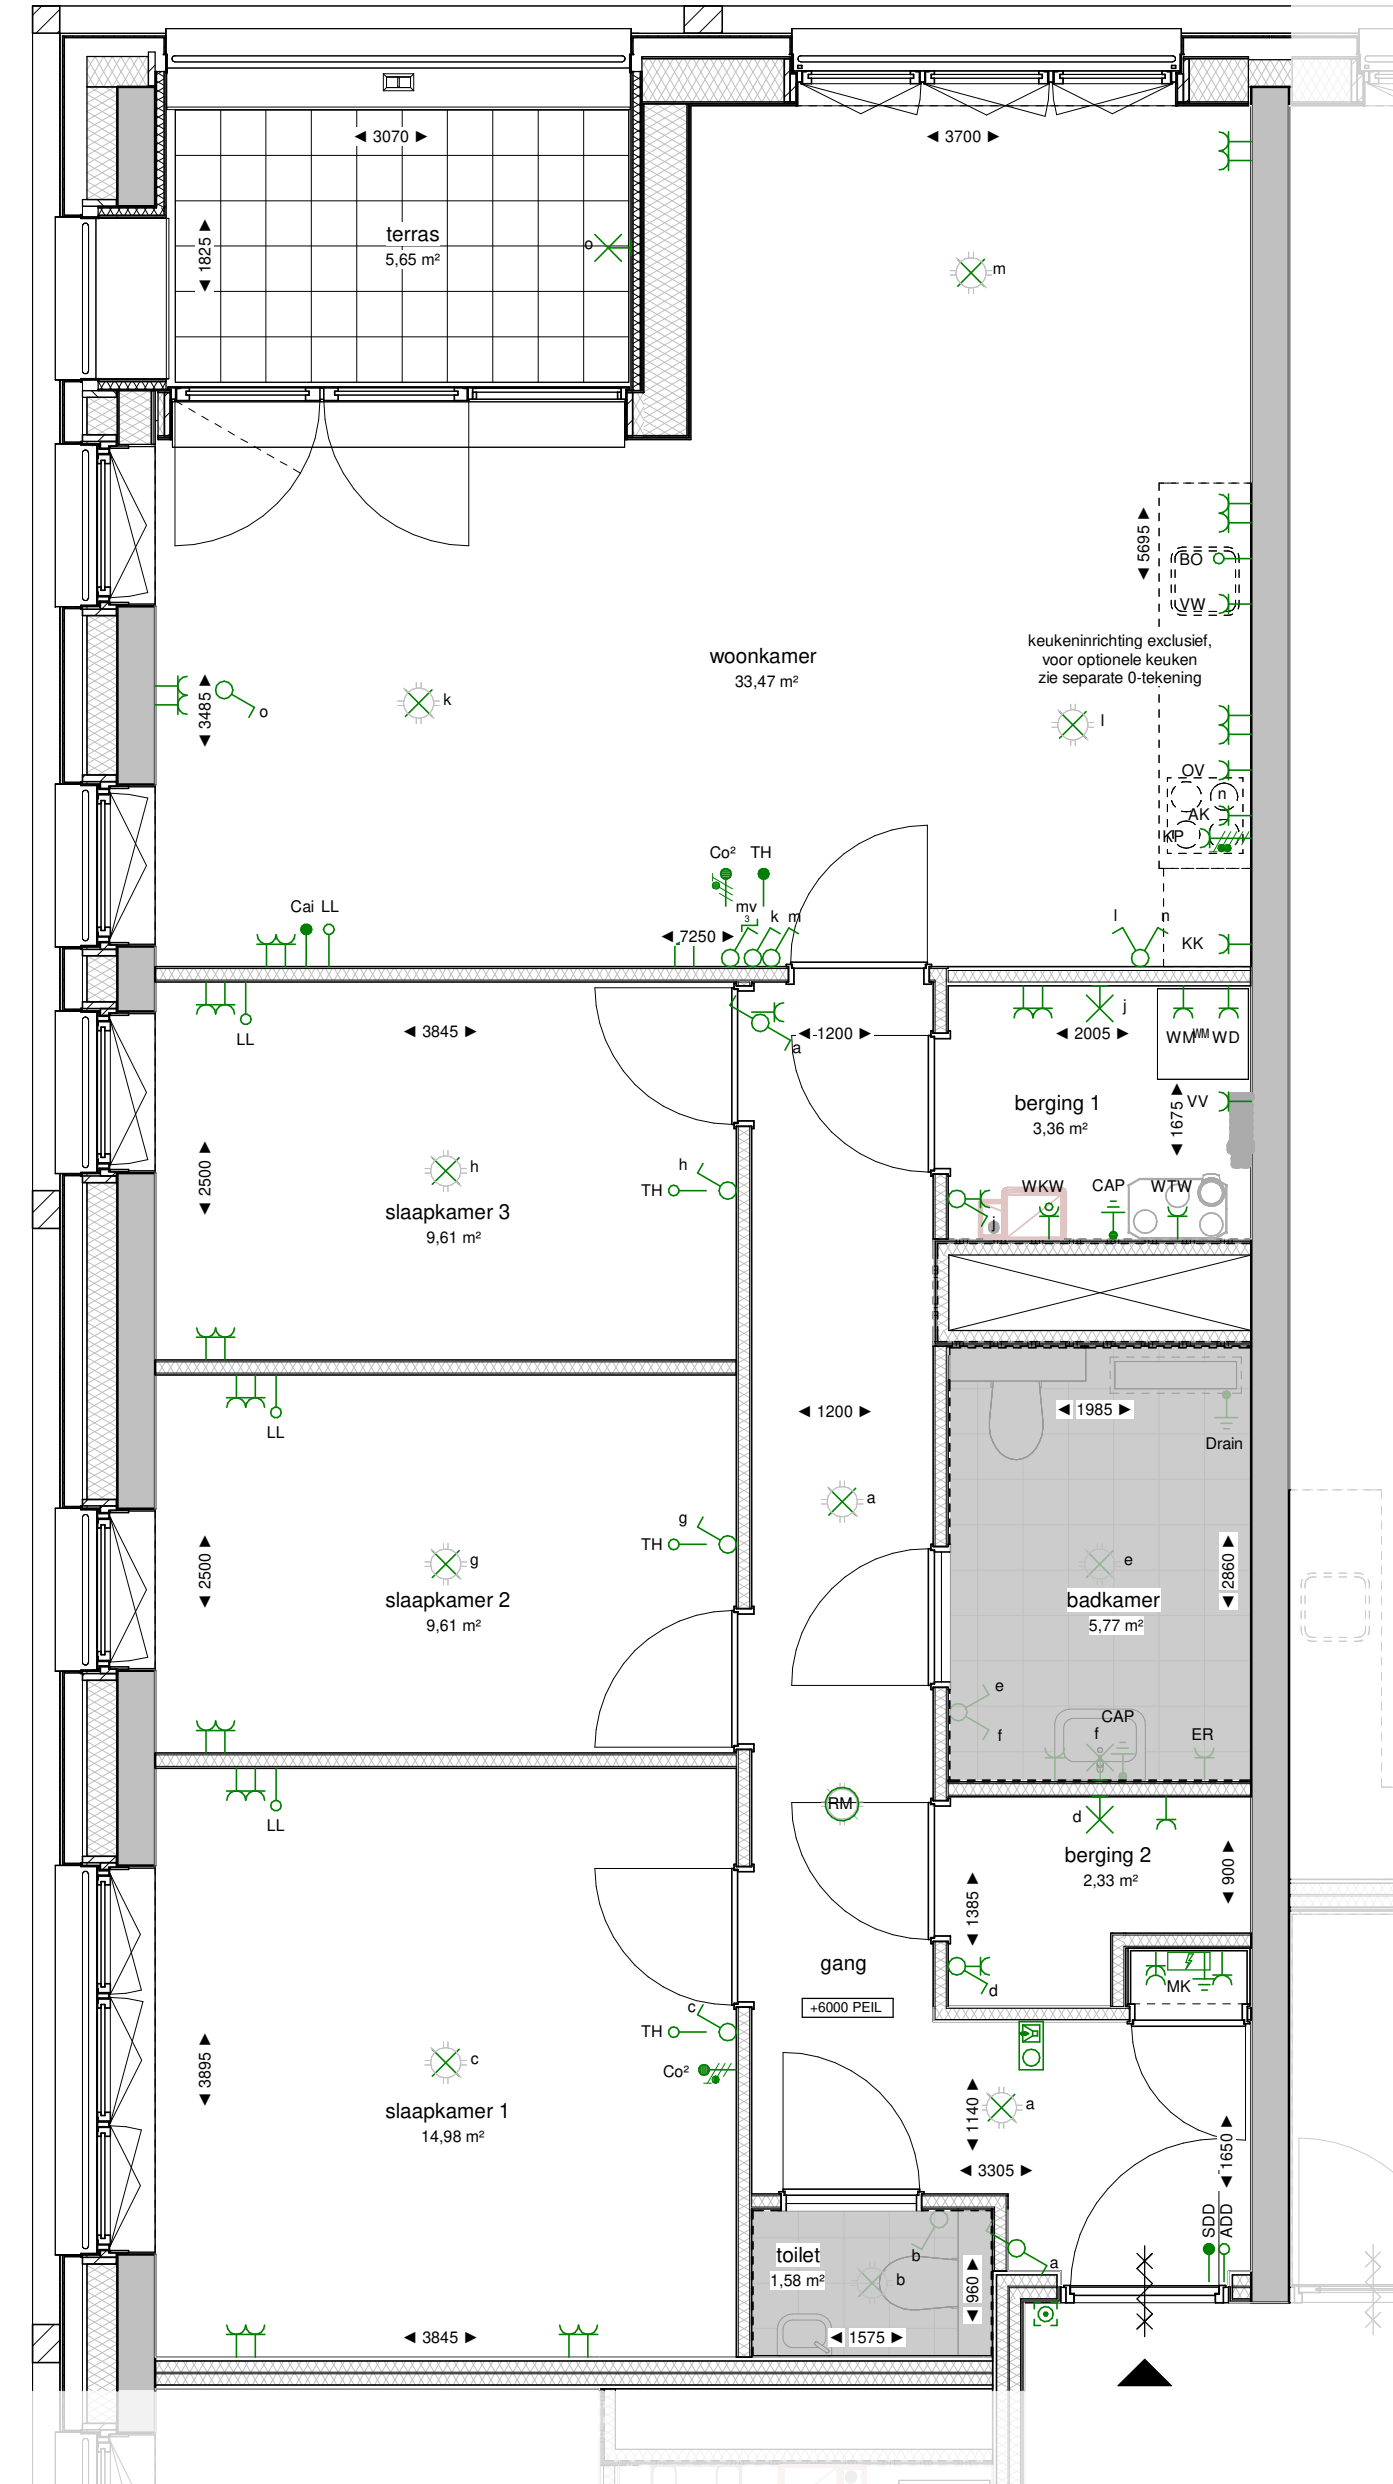 ◄ 3070 ►
◄ 3700 ►
◄ 1825 ►
terras
5,65 m²
o
m
◄ 5695 ►
BO
VW
keukeninrichting exclusief,
voor optionele keuken
zie separate 0-tekening
woonkamer
33,47 m²
◄ 3485 ►
o
k
l
OV
n
AK
KP
Co² TH
Cai LL
mv
3
k m
l n
◄ 7250 ►
KK
LL
◄ 3845 ►
a
◄ 1200 ►
◄ 2005 ►
j
WM WM WD
berging 1
3,36 m²
◄ 1675 ►
VV
◄ 2500 ►
h
slaapkamer 3
9,61 m²
h
TH
WKW CAP WTW
j
LL
◄ 1200 ►
◄ 1985 ►
Drain
a
◄ 2500 ►
g
slaapkamer 2
9,61 m²
g
TH
e
badkamer
5,77 m²
◄ 2860 ►
e
f
CAP
f
ER
LL
RM
d
berging 2
2,33 m²
◄ 900 ►
◄ 1385 ►
gang
d
MK
+6000 PEIL
c
TH
Co²
◄ 3895 ►
c
slaapkamer 1
14,98 m²
a
◄ 1140 ►
◄ 3305 ►
◄ 1650 ►
SDD
ADD
toilet
1,58 m²
b
b
◄ 960 ►
a
◄ 3845 ►
◄ 1575 ►